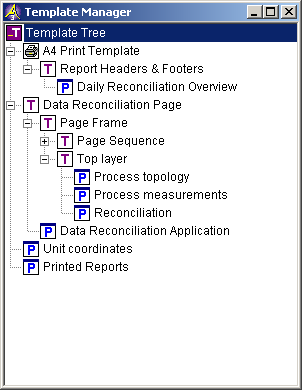 Template Manager
T Template Tree
A4 Print Template
T Report Headers & Footers
P Daily Reconciliation Overview
T Data Reconciliation Page
T Page Frame
T Page Sequence
T Top layer
P Process topology
P Process measurements
P Reconciliation
P Data Reconciliation Application
P Unit coordinates
P Printed Reports